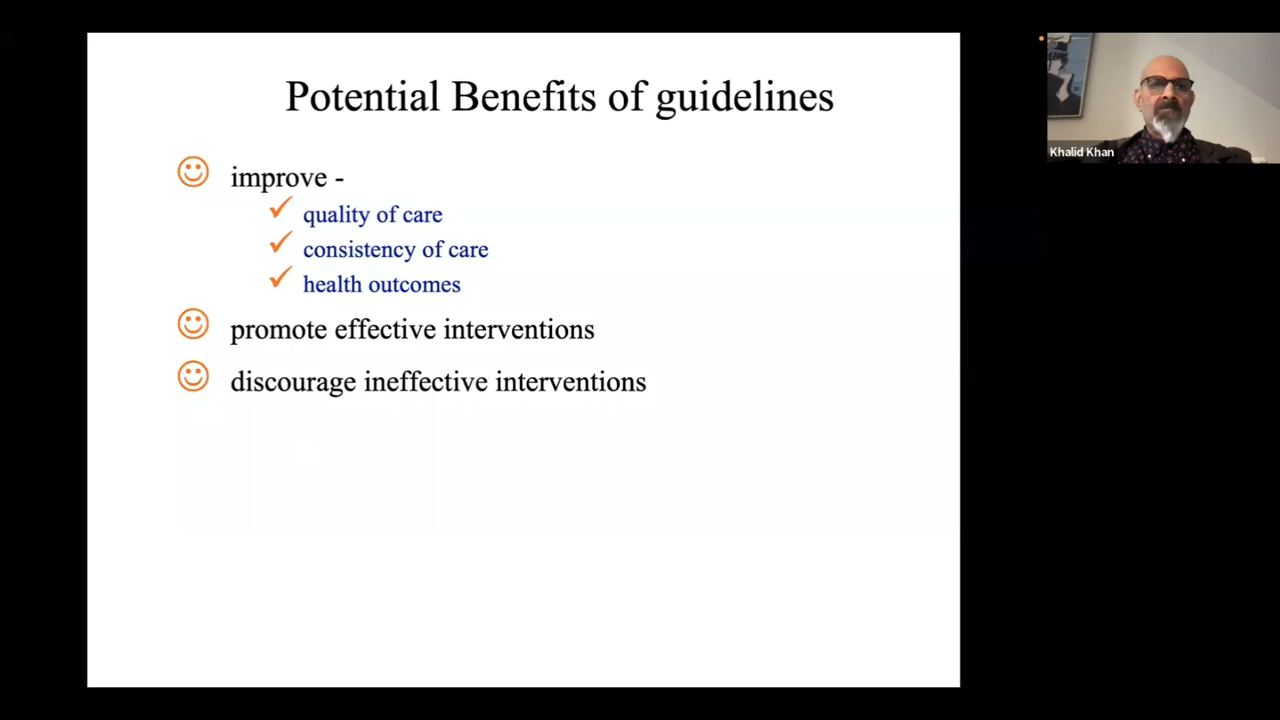 Potential Benefits of guidelines
improve -
quality of care
consistency of care
health outcomes
promote effective interventions
discourage ineffective interventions
Khalid Khan